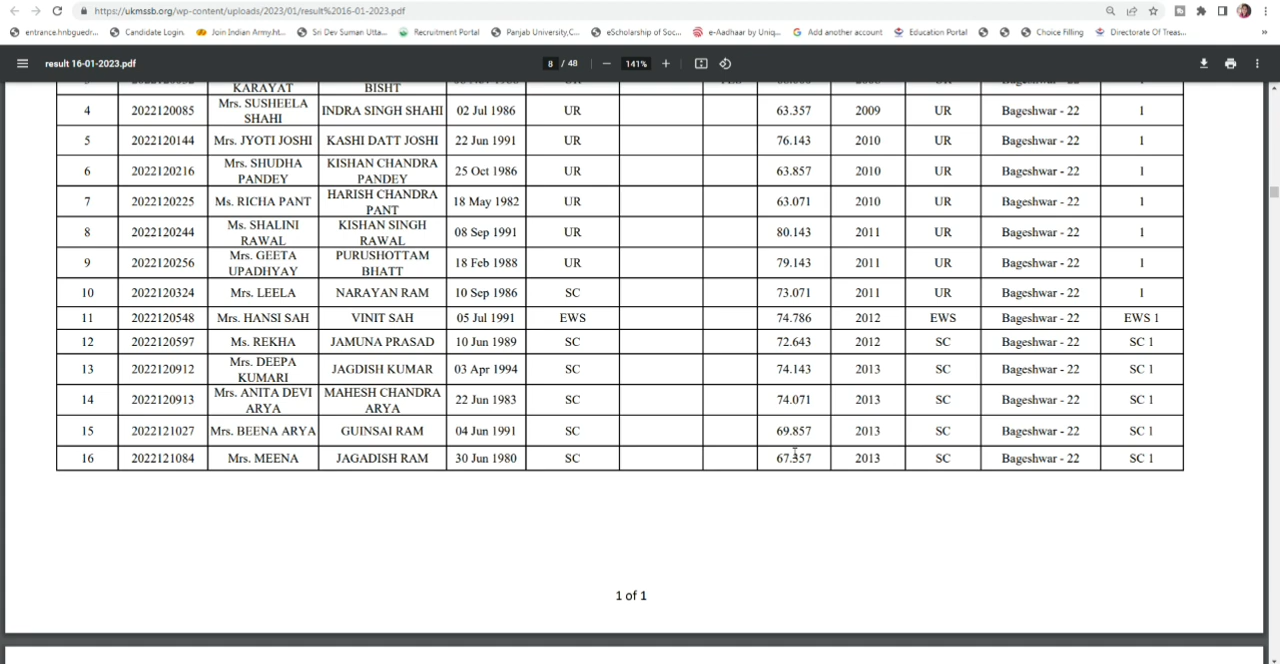 https://ukmssb.org/wp-content/uploads/2023/01/result%2016-01-2023.pdf
entrance.hnbguedr... Candidate Login. Join Indian Army.ht... Sri Dev Suman Utta... Recruitment Portal Panjab University,C... eScholarship of Soc... e-Aadhaar by Uniq... Add another account Education Portal Choice Filling Directorate Of Treas... »
result 16-01-2023.pdf 8 / 48 — 141% +
KARAYAT BISHT
4 2022120085 Mrs. SUSHEELA SHAHI INDRA SINGH SHAHI 02 Jul 1986 UR 63.357 2009 UR Bageshwar - 22 1
5 2022120144 Mrs. JYOTI JOSHI KASHI DATT JOSHI 22 Jun 1991 UR 76.143 2010 UR Bageshwar - 22 1
6 2022120216 Mrs. SHUDHA PANDEY KISHAN CHANDRA PANDEY 25 Oct 1986 UR 63.857 2010 UR Bageshwar - 22 1
7 2022120225 Ms. RICHA PANT HARISH CHANDRA PANT 18 May 1982 UR 63.071 2010 UR Bageshwar - 22 1
8 2022120244 Ms. SHALINI RAWAL KISHAN SINGH RAWAL 08 Sep 1991 UR 80.143 2011 UR Bageshwar - 22 1
9 2022120256 Mrs. GEETA UPADHYAY PURUSHOTTAM BHATT 18 Feb 1988 UR 79.143 2011 UR Bageshwar - 22 1
10 2022120324 Mrs. LEELA NARAYAN RAM 10 Sep 1986 SC 73.071 2011 UR Bageshwar - 22 1
11 2022120548 Mrs. HANSI SAH VINIT SAH 05 Jul 1991 EWS 74.786 2012 EWS Bageshwar - 22 EWS 1
12 2022120597 Ms. REKHA JAMUNA PRASAD 10 Jun 1989 SC 72.643 2012 SC Bageshwar - 22 SC 1
13 2022120912 Mrs. DEEPA KUMARI JAGDISH KUMAR 03 Apr 1994 SC 74.143 2013 SC Bageshwar - 22 SC 1
14 2022120913 Mrs. ANITA DEVI ARYA MAHESH CHANDRA ARYA 22 Jun 1983 SC 74.071 2013 SC Bageshwar - 22 SC 1
15 2022121027 Mrs. BEENA ARYA GUINSAI RAM 04 Jun 1991 SC 69.857 2013 SC Bageshwar - 22 SC 1
16 2022121084 Mrs. MEENA JAGADISH RAM 30 Jun 1980 SC 67.357 2013 SC Bageshwar - 22 SC 1
1 of 1